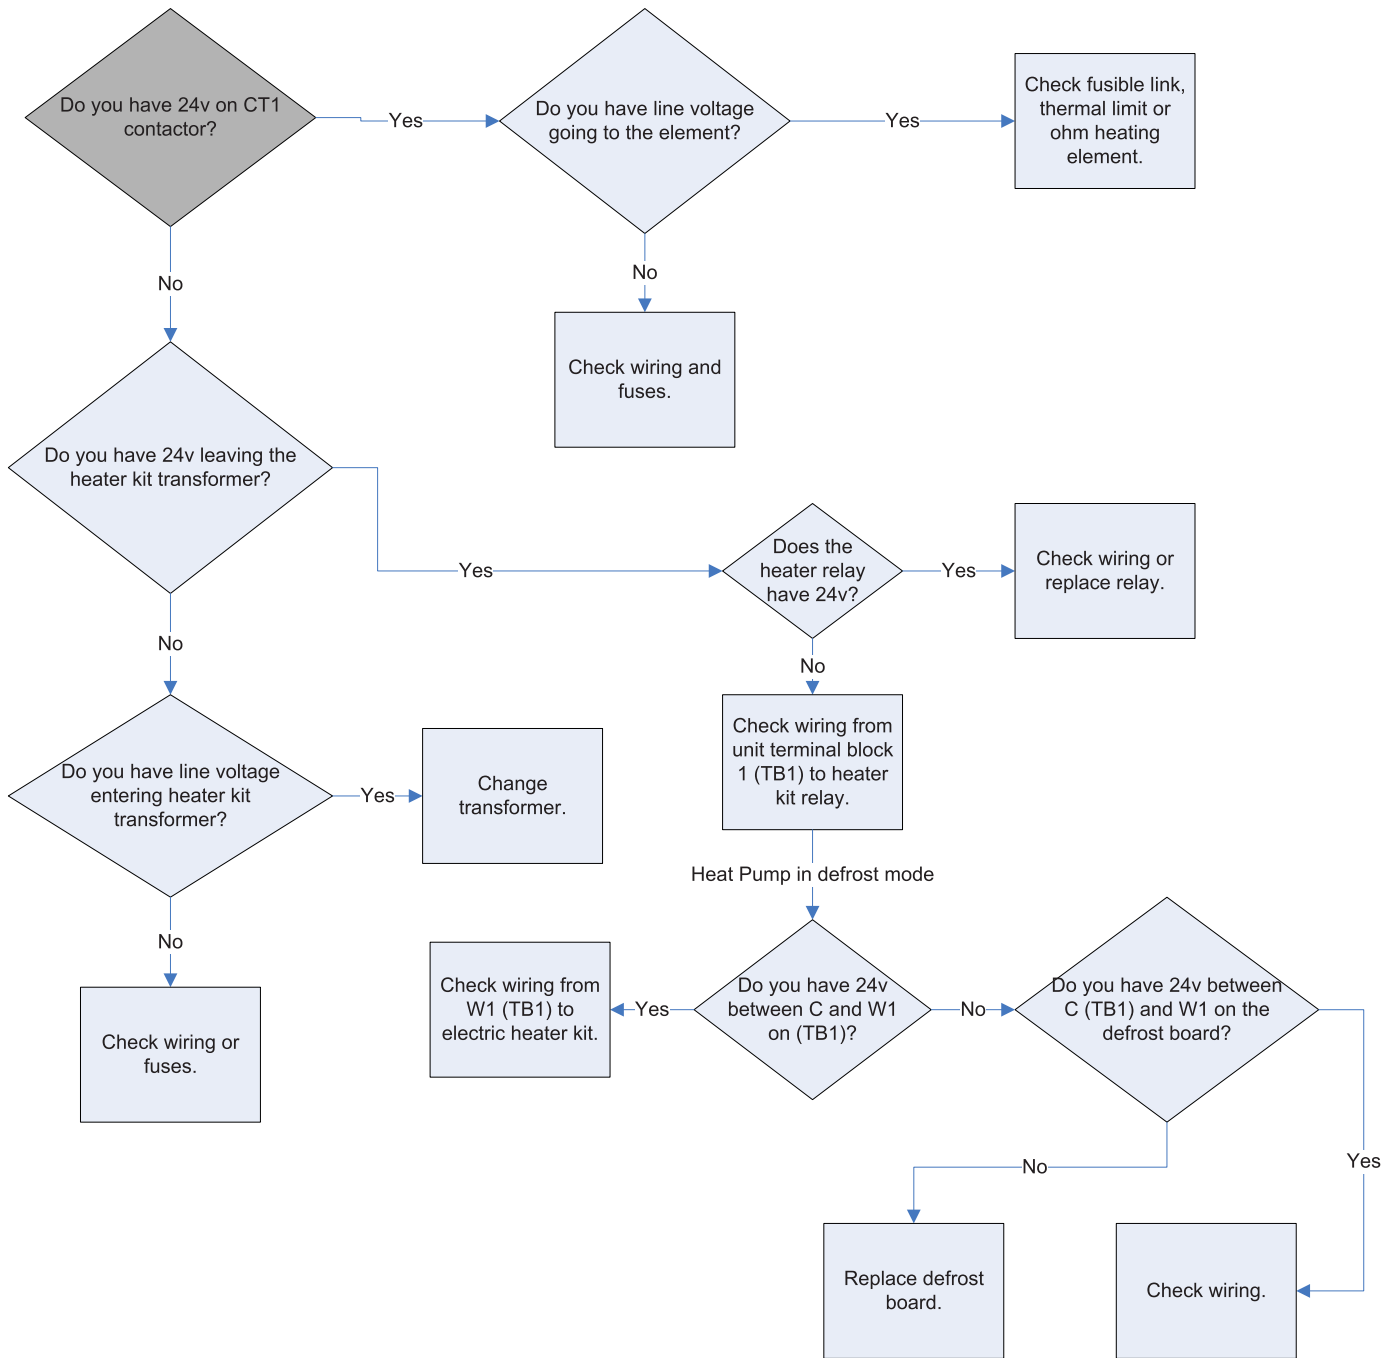 Do you have 24v on CT1
contactor?
Yes
Do you have line voltage
going to the element?
Yes
Check fusible link,
thermal limit or
ohm heating
element.
No
No
Check wiring and
fuses.
Do you have 24v leaving the
heater kit transformer?
Yes
Does the
heater relay
have 24v?
Yes
Check wiring or
replace relay.
No
No
Check wiring from
unit terminal block
1 (TB1) to heater
kit relay.
Do you have line voltage
entering heater kit
transformer?
Yes
Change
transformer.
Heat Pump in defrost mode
No
Check wiring or
fuses.
Check wiring from
W1 (TB1) to
electric heater kit.
Yes
Do you have 24v
between C and W1
on (TB1)?
No
Do you have 24v between
C (TB1) and W1 on the
defrost board?
No
Yes
Replace defrost
board.
Check wiring.